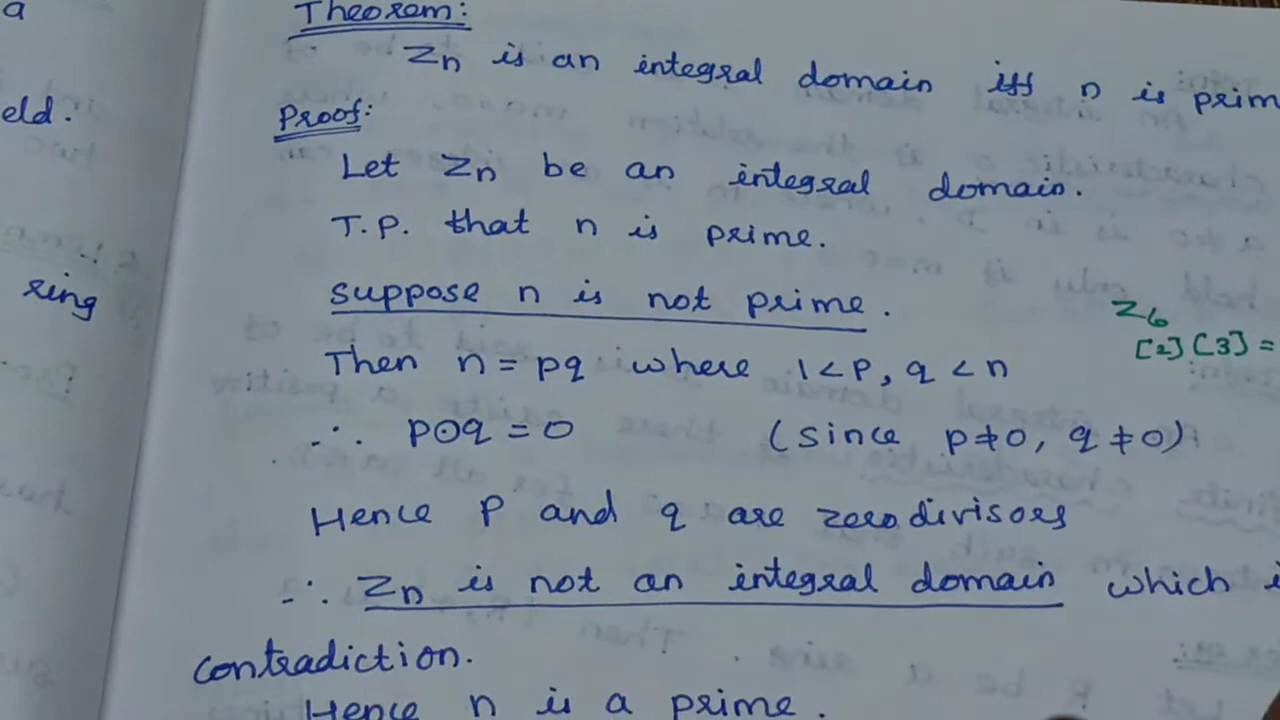 a
Theorem:
Zn is an integral domain iff n is prim
eld.
Proof:
Let Zn be an integral domain.
T.P. that n is prime.
ring
suppose n is not prime.
Z6
[2][3]=
Then n = pq where 1<p, q<n
∴ p⊙q = 0 (since p≠0, q≠0)
Hence p and q are zero divisors
∴ Zn is not an integral domain which i
contradiction.
Hence n is a prime.